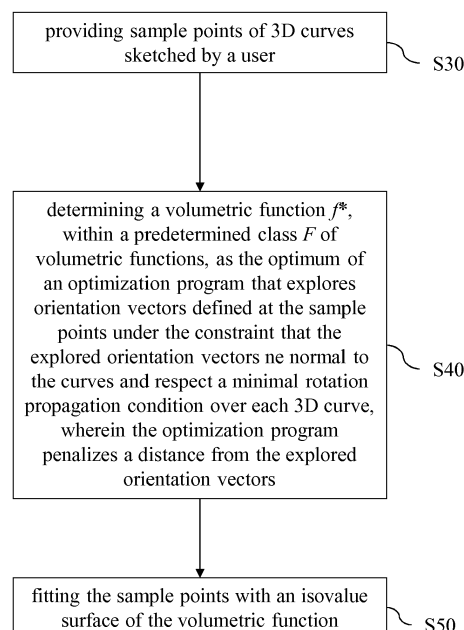 providing sample points of 3D curves
sketched by a user
S30
determining a volumetric function f*,
within a predetermined class F of
volumetric functions, as the optimum of
an optimization program that explores
orientation vectors defined at the sample
points under the constraint that the
explored orientation vectors ne normal to
the curves and respect a minimal rotation
propagation condition over each 3D curve,
wherein the optimization program
penalizes a distance from the explored
orientation vectors
S40
fitting the sample points with an isovalue
surface of the volumetric function
S50